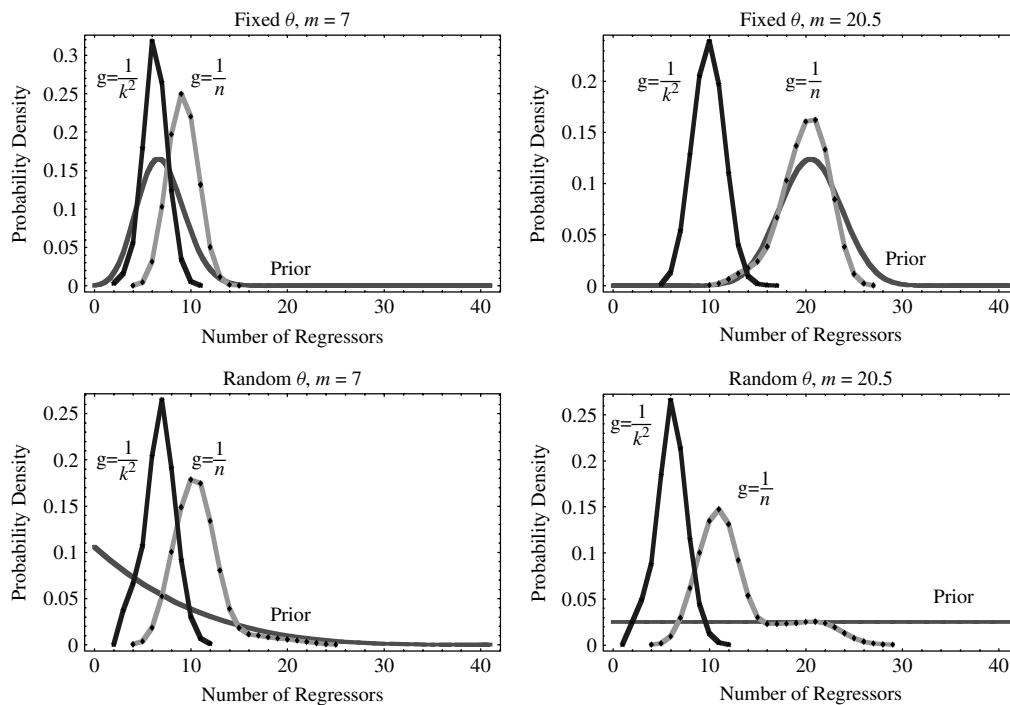 Fixed θ, m = 7
Probability Density
0.3
0.25
0.2
0.15
0.1
0.05
0
g=1/k²
g=1/n
Prior
0 10 20 30 40
Number of Regressors
Fixed θ, m = 20.5
Probability Density
0.2
0.15
0.1
0.05
0
g=1/k²
g=1/n
Prior
0 10 20 30 40
Number of Regressors
Random θ, m = 7
Probability Density
0.25
0.2
0.15
0.1
0.05
0
g=1/k²
g=1/n
Prior
0 10 20 30 40
Number of Regressors
Random θ, m = 20.5
Probability Density
0.25
0.2
0.15
0.1
0.05
0
g=1/k²
g=1/n
Prior
0 10 20 30 40
Number of Regressors